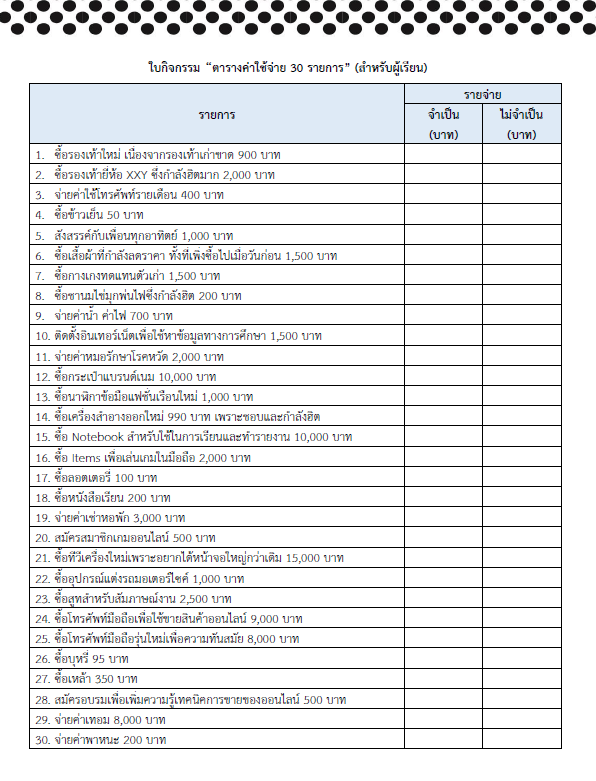 ใบกิจกรรม “ตารางค่าใช้จ่าย 30 รายการ” (สำหรับผู้เรียน)
รายการ
รายจ่าย
จำเป็น
(บาท)
ไม่จำเป็น
(บาท)
1. ซื้อรองเท้าใหม่ เนื่องจากรองเท้าเก่าขาด 900 บาท
2. ซื้อรองเท้ายี่ห้อ XXY ซึ่งกำลังฮิตมาก 2,000 บาท
3. จ่ายค่าใช้โทรศัพท์รายเดือน 400 บาท
4. ซื้อข้าวเย็น 50 บาท
5. สังสรรค์กับเพื่อนทุกอาทิตย์ 1,000 บาท
6. ซื้อเสื้อผ้าที่กำลังลดราคา ทั้งที่เพิ่งซื้อไปเมื่อวันก่อน 1,500 บาท
7. ซื้อกางเกงทดแทนตัวเก่า 1,500 บาท
8. ซื้อชานมไข่มุกพ่นไฟซึ่งกำลังฮิต 200 บาท
9. จ่ายค่าน้ำ ค่าไฟ 700 บาท
10. ติดตั้งอินเทอร์เน็ตเพื่อใช้หาข้อมูลทางการศึกษา 1,500 บาท
11. จ่ายค่าหมอรักษาโรคหวัด 2,000 บาท
12. ซื้อกระเป๋าแบรนด์เนม 10,000 บาท
13. ซื้อนาฬิกาข้อมือแฟชั่นเรือนใหม่ 1,000 บาท
14. ซื้อเครื่องสำอางออกใหม่ 990 บาท เพราะชอบและกำลังฮิต
15. ซื้อ Notebook สำหรับใช้ในการเรียนและทำรายงาน 10,000 บาท
16. ซื้อ Items เพื่อเล่นเกมในมือถือ 2,000 บาท
17. ซื้อลอตเตอรี่ 100 บาท
18. ซื้อหนังสือเรียน 200 บาท
19. จ่ายค่าเช่าหอพัก 3,000 บาท
20. สมัครสมาชิกเกมออนไลน์ 500 บาท
21. ซื้อทีวีเครื่องใหม่เพราะอยากได้หน้าจอใหญ่กว่าเดิม 15,000 บาท
22. ซื้ออุปกรณ์แต่งรถมอเตอร์ไซค์ 1,000 บาท
23. ซื้อสูทสำหรับสัมภาษณ์งาน 2,500 บาท
24. ซื้อโทรศัพท์มือถือเพื่อใช้ขายสินค้าออนไลน์ 9,000 บาท
25. ซื้อโทรศัพท์มือถือรุ่นใหม่เพื่อความทันสมัย 8,000 บาท
26. ซื้อบุหรี่ 95 บาท
27. ซื้อเหล้า 350 บาท
28. สมัครอบรมเพื่อเพิ่มความรู้เทคนิคการขายของออนไลน์ 500 บาท
29. จ่ายค่าเทอม 8,000 บาท
30. จ่ายค่าพาหนะ 200 บาท